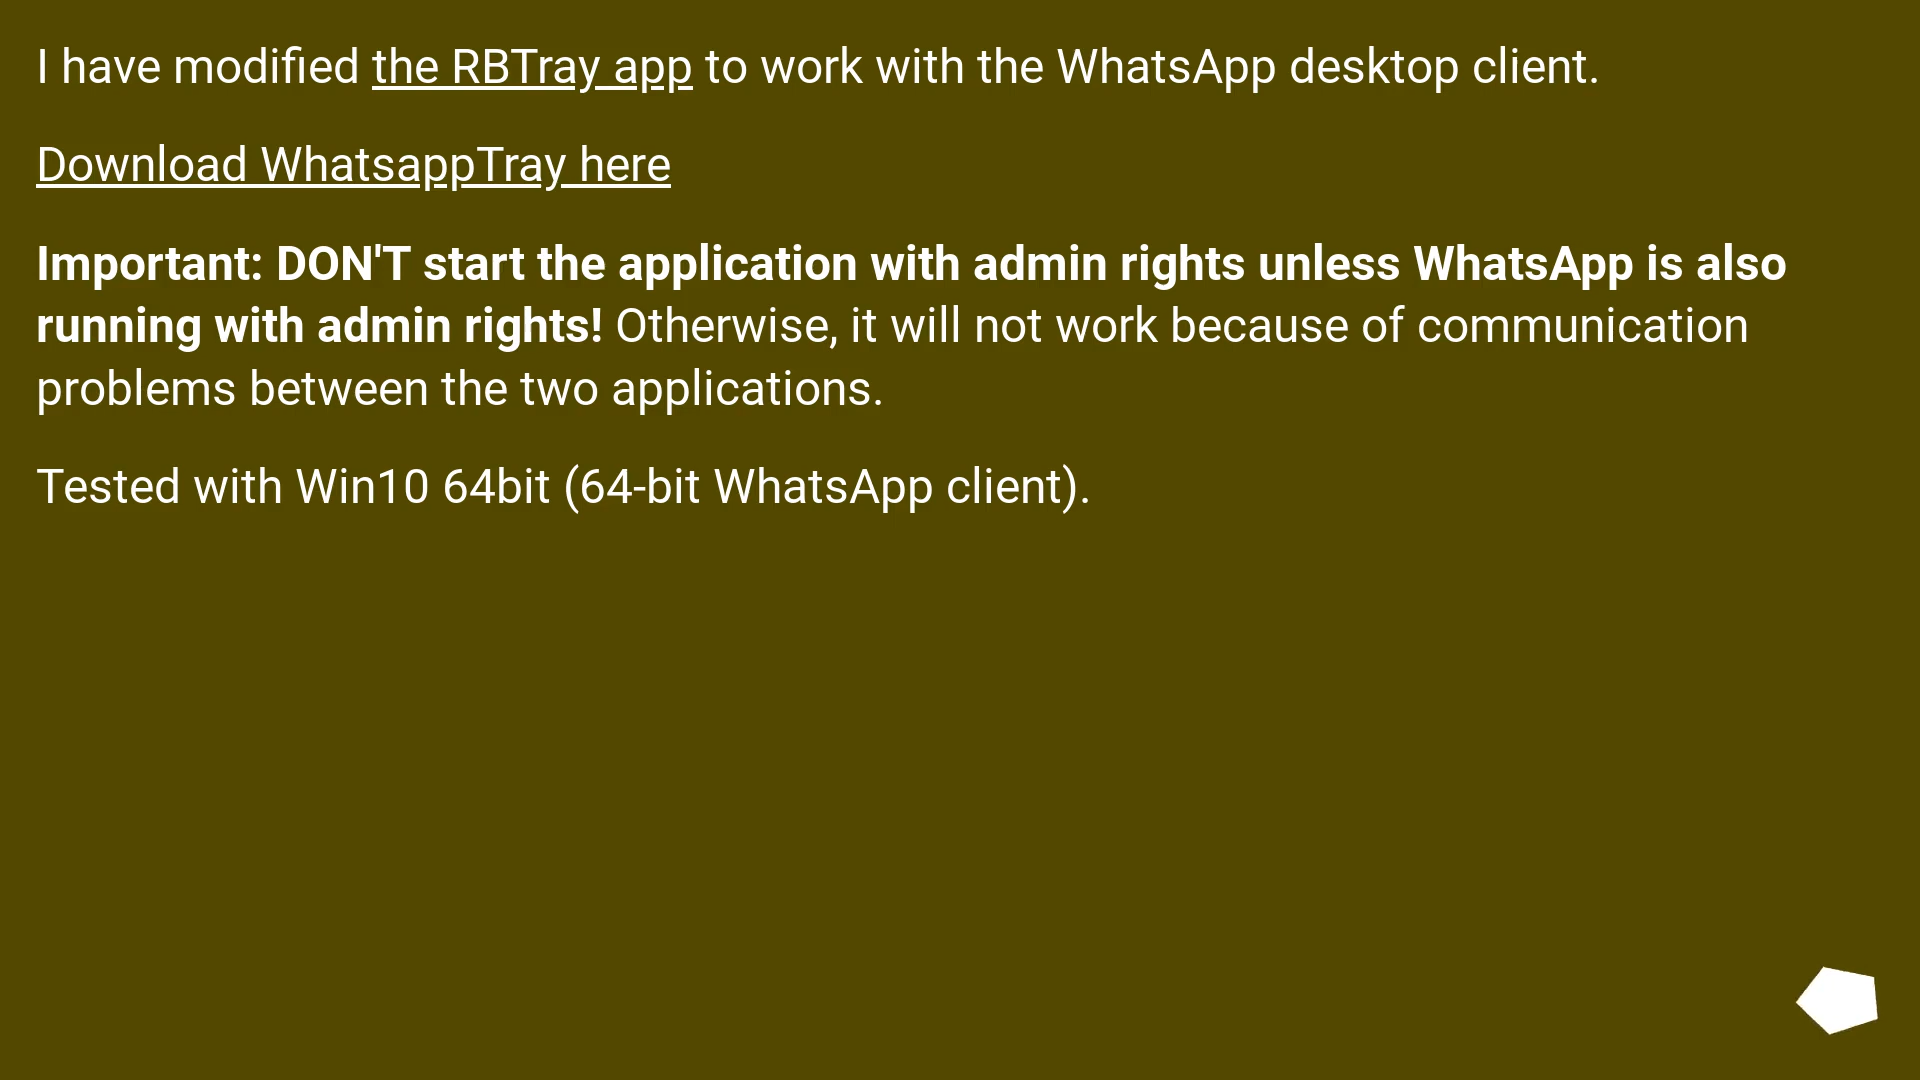 I have modified the RBTray app to work with the WhatsApp desktop client.
Download WhatsappTray here
Important: DON'T start the application with admin rights unless WhatsApp is also
running with admin rights! Otherwise, it will not work because of communication
problems between the two applications.
Tested with Win10 64bit (64-bit WhatsApp client).